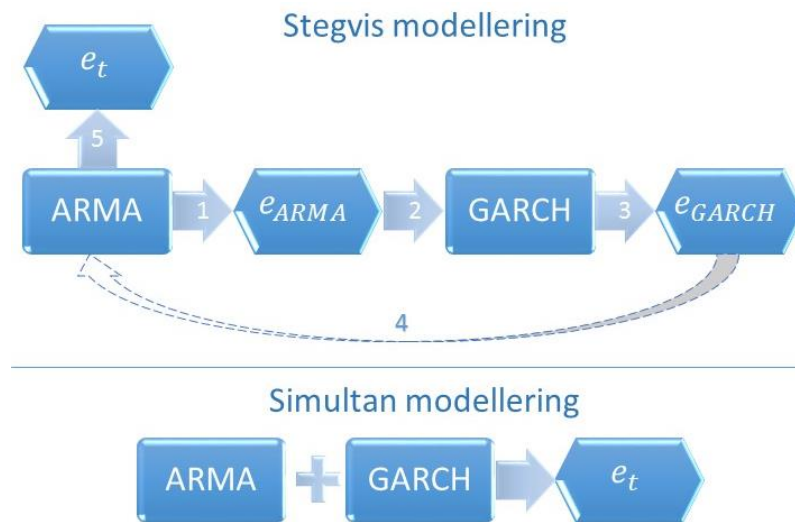 Stegvis modellering
e_t
5
ARMA 1 e_ARMA 2 GARCH 3 e_GARCH
4
Simultan modellering
ARMA + GARCH e_t